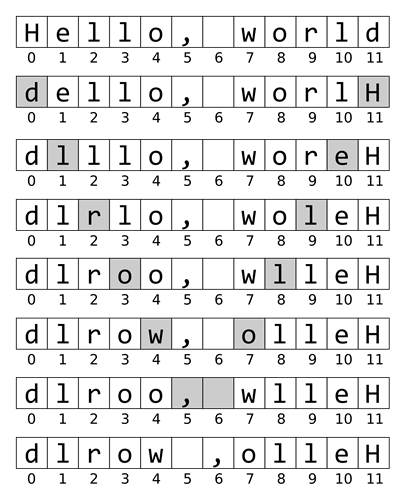 H e l l o , w o r l d
0 1 2 3 4 5 6 7 8 9 10 11
d e l l o , w o r l H
0 1 2 3 4 5 6 7 8 9 10 11
d l l l o , w o r e H
0 1 2 3 4 5 6 7 8 9 10 11
d l r l o , w o l e H
0 1 2 3 4 5 6 7 8 9 10 11
d l r o o , w l l e H
0 1 2 3 4 5 6 7 8 9 10 11
d l r o w , o l l e H
0 1 2 3 4 5 6 7 8 9 10 11
d l r o o , w l l e H
0 1 2 3 4 5 6 7 8 9 10 11
d l r o w , o l l e H
0 1 2 3 4 5 6 7 8 9 10 11